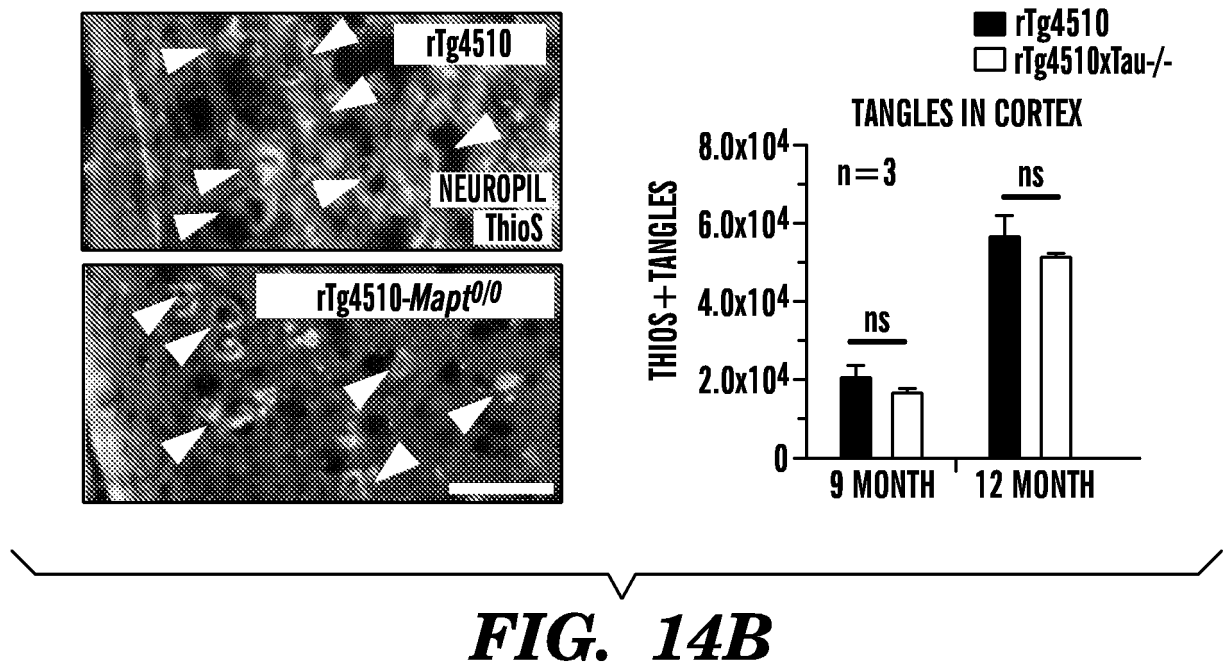 rTg4510
NEUROPIL
ThioS
rTg4510-Mapt0/0
rTg4510
rTg4510xTau-/-
TANGLES IN CORTEX
THIOS+TANGLES
8.0x10⁴
6.0x10⁴
4.0x10⁴
2.0x10⁴
0
n=3
ns
ns
9 MONTH
12 MONTH
FIG. 14B